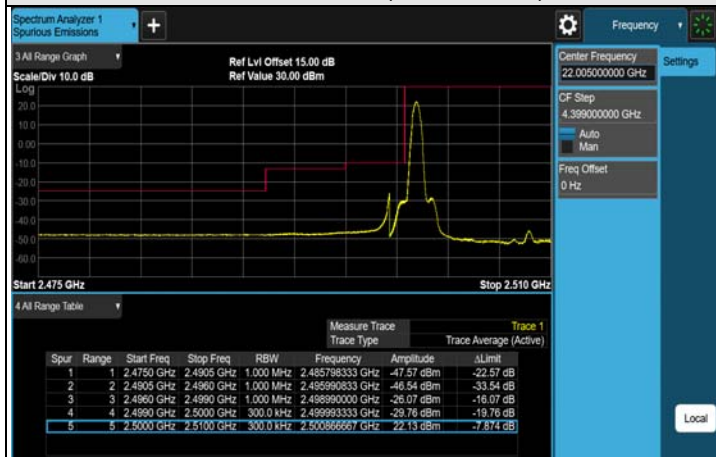 Spectrum Analyzer 1
Spurious Emissions
Frequency
3 All Range Graph
Ref Lvl Offset 15.00 dB
Scale/Div 10.0 dB
Ref Value 30.00 dBm
Log
20.0
10.0
0.00
-10.0
-20.0
-30.0
-40.0
-50.0
-60.0
Start 2.475 GHz
Stop 2.510 GHz
4 All Range Table
Measure Trace Trace 1
Trace Type Trace Average (Active)
Spur Range Start Freq Stop Freq RBW Frequency Amplitude ΔLimit
1 1 2.4750 GHz 2.4905 GHz 1.000 MHz 2.485798333 GHz -47.57 dBm -22.57 dB
2 2 2.4905 GHz 2.4960 GHz 1.000 MHz 2.495990833 GHz -46.54 dBm -33.54 dB
3 3 2.4960 GHz 2.4990 GHz 1.000 MHz 2.498990000 GHz -26.07 dBm -16.07 dB
4 4 2.4990 GHz 2.5000 GHz 300.0 kHz 2.499993333 GHz -29.76 dBm -19.76 dB
5 5 2.5000 GHz 2.5100 GHz 300.0 kHz 2.500866667 GHz 22.13 dBm -7.874 dB
Center Frequency
22.005000000 GHz
Settings
CF Step
4.399000000 GHz
Auto
Man
Freq Offset
0 Hz
Local